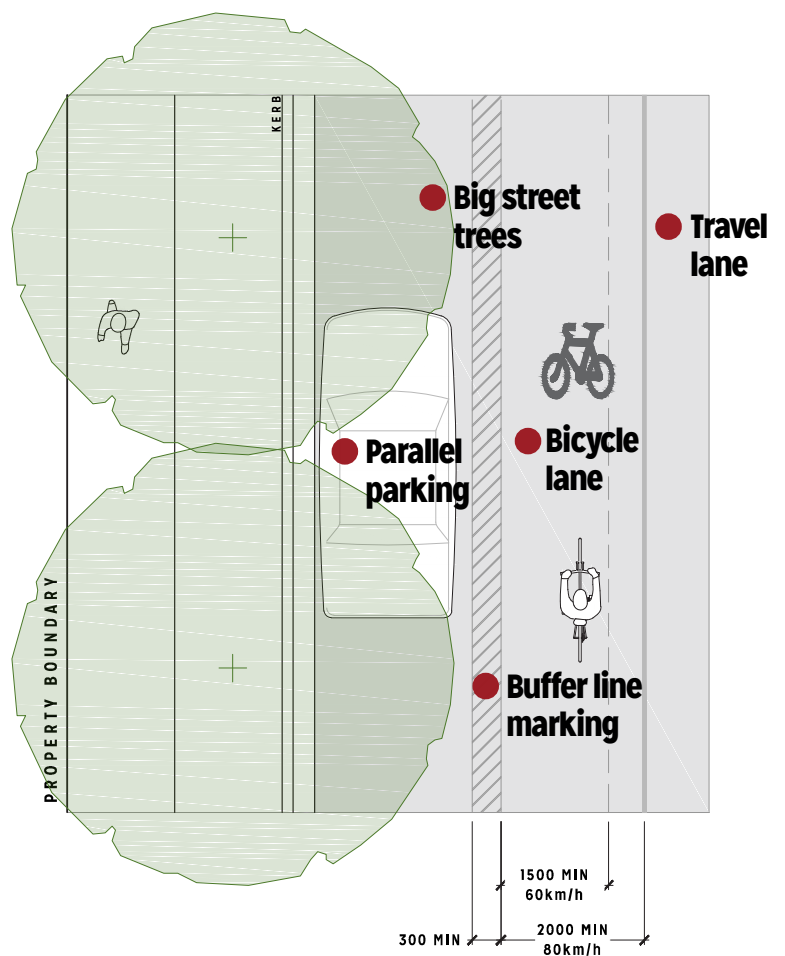 KERB
Big street
trees
Travel
lane
Parallel
parking
Bicycle
lane
PROPERTY BOUNDARY
Buffer line
marking
1500 MIN
60km/h
300 MIN
2000 MIN
80km/h